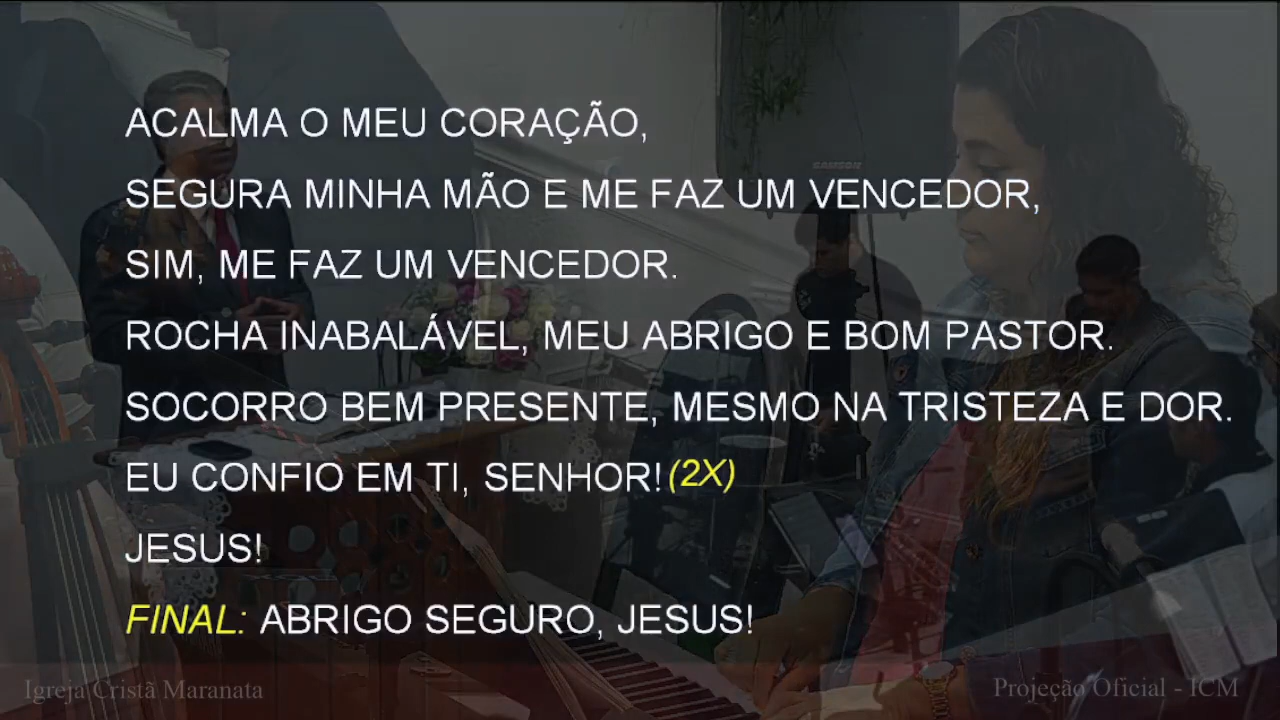 ACALMA O MEU CORAÇÃO,
SEGURA MINHA MÃO E ME FAZ UM VENCEDOR,
SIM, ME FAZ UM VENCEDOR.
ROCHA INABALÁVEL, MEU ABRIGO E BOM PASTOR.
SOCORRO BEM PRESENTE, MESMO NA TRISTEZA E DOR.
EU CONFIO EM TI, SENHOR! (2X)
JESUS!
FINAL: ABRIGO SEGURO, JESUS!
Igreja Cristã Maranata
Projeção Oficial - ICM
SAMSON